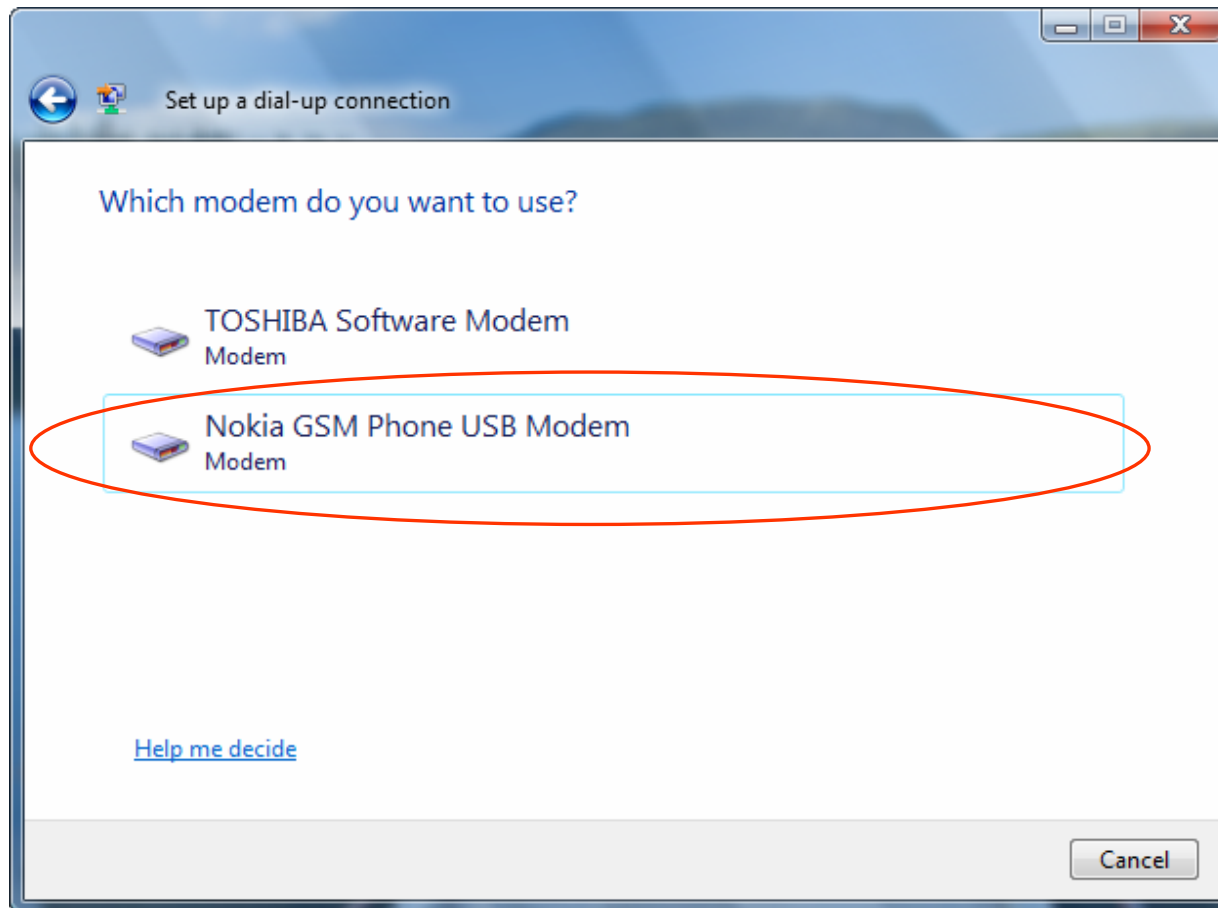 Set up a dial-up connection
Which modem do you want to use?
TOSHIBA Software Modem
Modem
Nokia GSM Phone USB Modem
Modem
Help me decide
Cancel